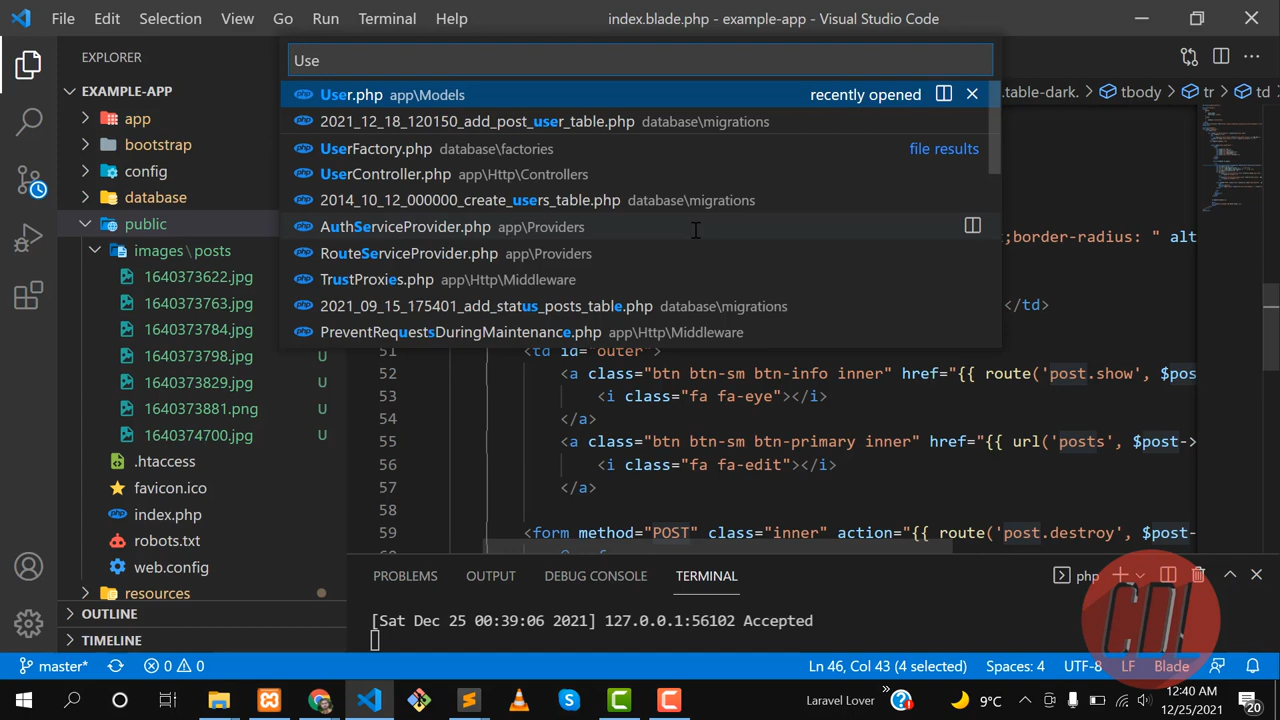 File Edit Selection View Go Run Terminal Help index.blade.php - example-app - Visual Studio Code
EXPLORER
Use
EXAMPLE-APP
User.php app\Models recently opened
.table-dark. tbody tr td
app
2021_12_18_120150_add_post_user_table.php database\migrations
bootstrap
UserFactory.php database\factories file results
config
UserController.php app\Http\Controllers
database
2014_10_12_000000_create_users_table.php database\migrations
public
AuthServiceProvider.php app\Providers
;border-radius: " alt
images\posts
RouteServiceProvider.php app\Providers
1640373622.jpg
TrustProxies.php app\Http\Middleware
1640373763.jpg
2021_09_15_175401_add_status_posts_table.php database\migrations
</td>
1640373784.jpg
PreventRequestsDuringMaintenance.php app\Http\Middleware
51 <td id="outer">
1640373798.jpg U
52 <a class="btn btn-sm btn-info inner" href="{{ route('post.show', $pos
1640373829.jpg U
53 <i class="fa fa-eye"></i>
1640373881.png U
54 </a>
1640374700.jpg U
55 <a class="btn btn-sm btn-primary inner" href="{{ url('posts', $post->
.htaccess
56 <i class="fa fa-edit"></i>
favicon.ico
57 </a>
index.php
58
robots.txt
59 <form method="POST" class="inner" action="{{ route('post.destroy', $post-
web.config
resources
PROBLEMS OUTPUT DEBUG CONSOLE TERMINAL php
OUTLINE
[Sat Dec 25 00:39:06 2021] 127.0.0.1:56102 Accepted
TIMELINE
master* 0 0 Ln 46, Col 43 (4 selected) Spaces: 4 UTF-8 LF Blade
Laravel Lover » 9°C 12:40 AM
12/25/2021 20